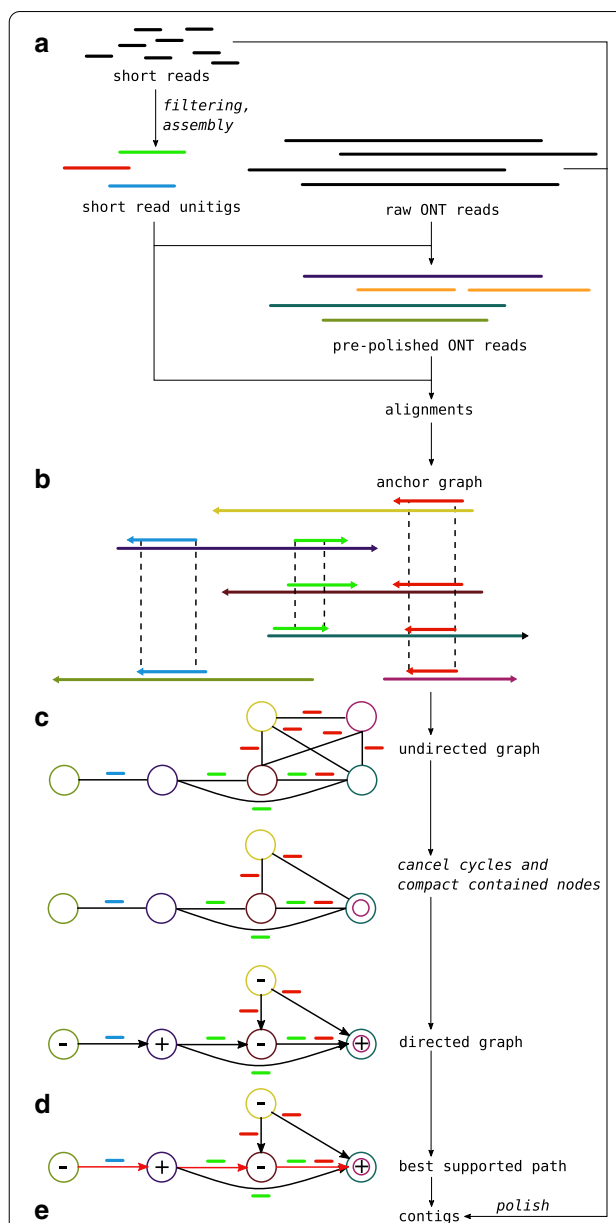 a
short reads
filtering,
assembly
short read unitigs
raw ONT reads
pre-polished ONT reads
alignments
b
anchor graph
c
undirected graph
cancel cycles and
compact contained nodes
- + - - +
directed graph
d
- + - - +
best supported path
e
polish
contigs